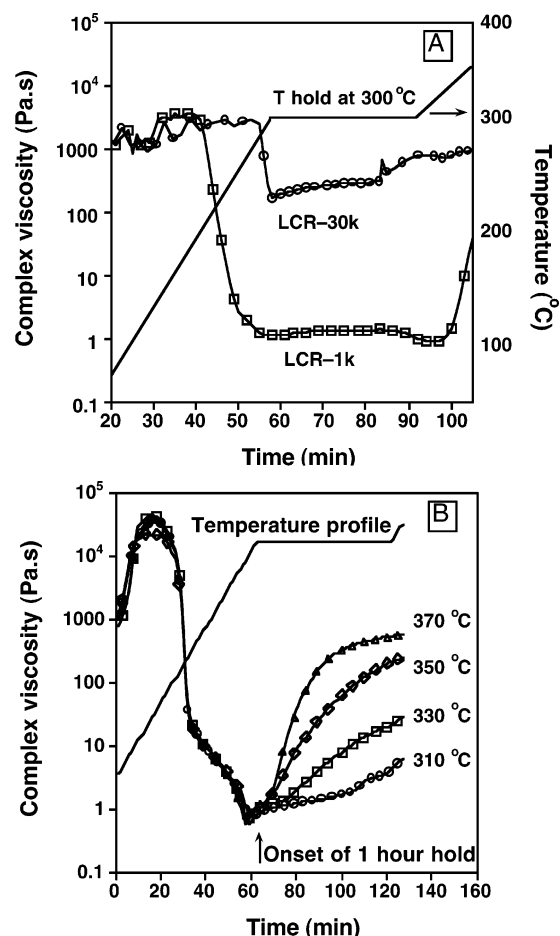 A
Complex viscosity (Pa.s)
10^5
10^4
1000
100
10
1
0.1
400
300
200
100
Temperature (°C)
T hold at 300 °C
LCR–30k
LCR–1k
20 30 40 50 60 70 80 90 100
Time (min)
B
Complex viscosity (Pa.s)
10^5
10^4
1000
100
10
1
0.1
Temperature profile
370 °C
350 °C
330 °C
310 °C
Onset of 1 hour hold
0 20 40 60 80 100 120 140 160
Time (min)